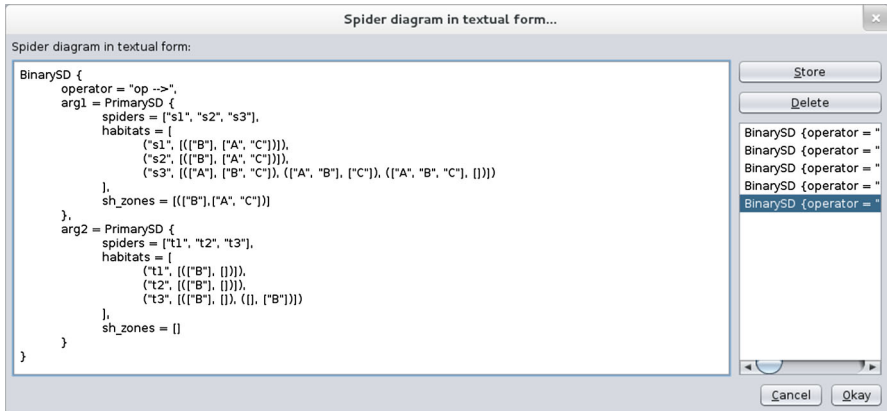 Spider diagram in textual form...
Spider diagram in textual form:
BinarySD {
operator = "op -->",
arg1 = PrimarySD {
spiders = ["s1", "s2", "s3"],
habitats = [
("s1", [(["B"], ["A", "C"])]),
("s2", [(["B"], ["A", "C"])]),
("s3", [(["A"], ["B", "C"]), (["A", "B"], ["C"]), (["A", "B", "C"], [])])
],
sh_zones = [(["B"],["A", "C"])]
},
arg2 = PrimarySD {
spiders = ["t1", "t2", "t3"],
habitats = [
("t1", [(["B"], [])]),
("t2", [(["B"], [])]),
("t3", [(["B"], []), ([], ["B"])])
],
sh_zones = []
}
}
Store
Delete
BinarySD {operator = "
BinarySD {operator = "
BinarySD {operator = "
BinarySD {operator = "
BinarySD {operator = "
Cancel Okay